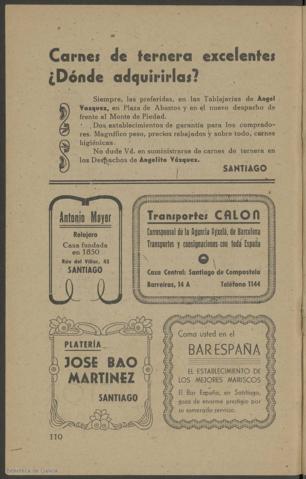 Carnes de ternera excelentes
¿Dónde adquirirlas?
Siempre, las preferidas, en las Tablajerías de Angel
Vázquez, en Plaza de Abastos y en el nuevo despacho de
frente al Monte de Piedad.
Dos establecimientos de garantía para los comprado-
res. Magnífico peso, precios rebajados y sobre todo, carnes
higiénicas.
No dude Vd. en suministrarse de carnes de ternera en
los Despachos de Angelito Vázquez.
SANTIAGO
Antonio Mayer
Relojero
Casa fundada
en 1850
Rúa del Villar, 43
SANTIAGO
Transportes CALON
Corresponsal de la Agencia Ayxelá, de Barcelona
Transportes y consignaciones con toda España
Casa Central: Santiago de Compostela
Barreiras, 14 A Teléfono 1144
PLATERÍA
JOSE BAO
MARTINEZ
SANTIAGO
Coma usted en el
BAR ESPAÑA
EL ESTABLECIMIENTO DE
LOS MEJORES MARISCOS
El Bar España, en Santiago,
goza de enorme prestigio por
su esmerado servicio.
110
Biblioteca de Galicia